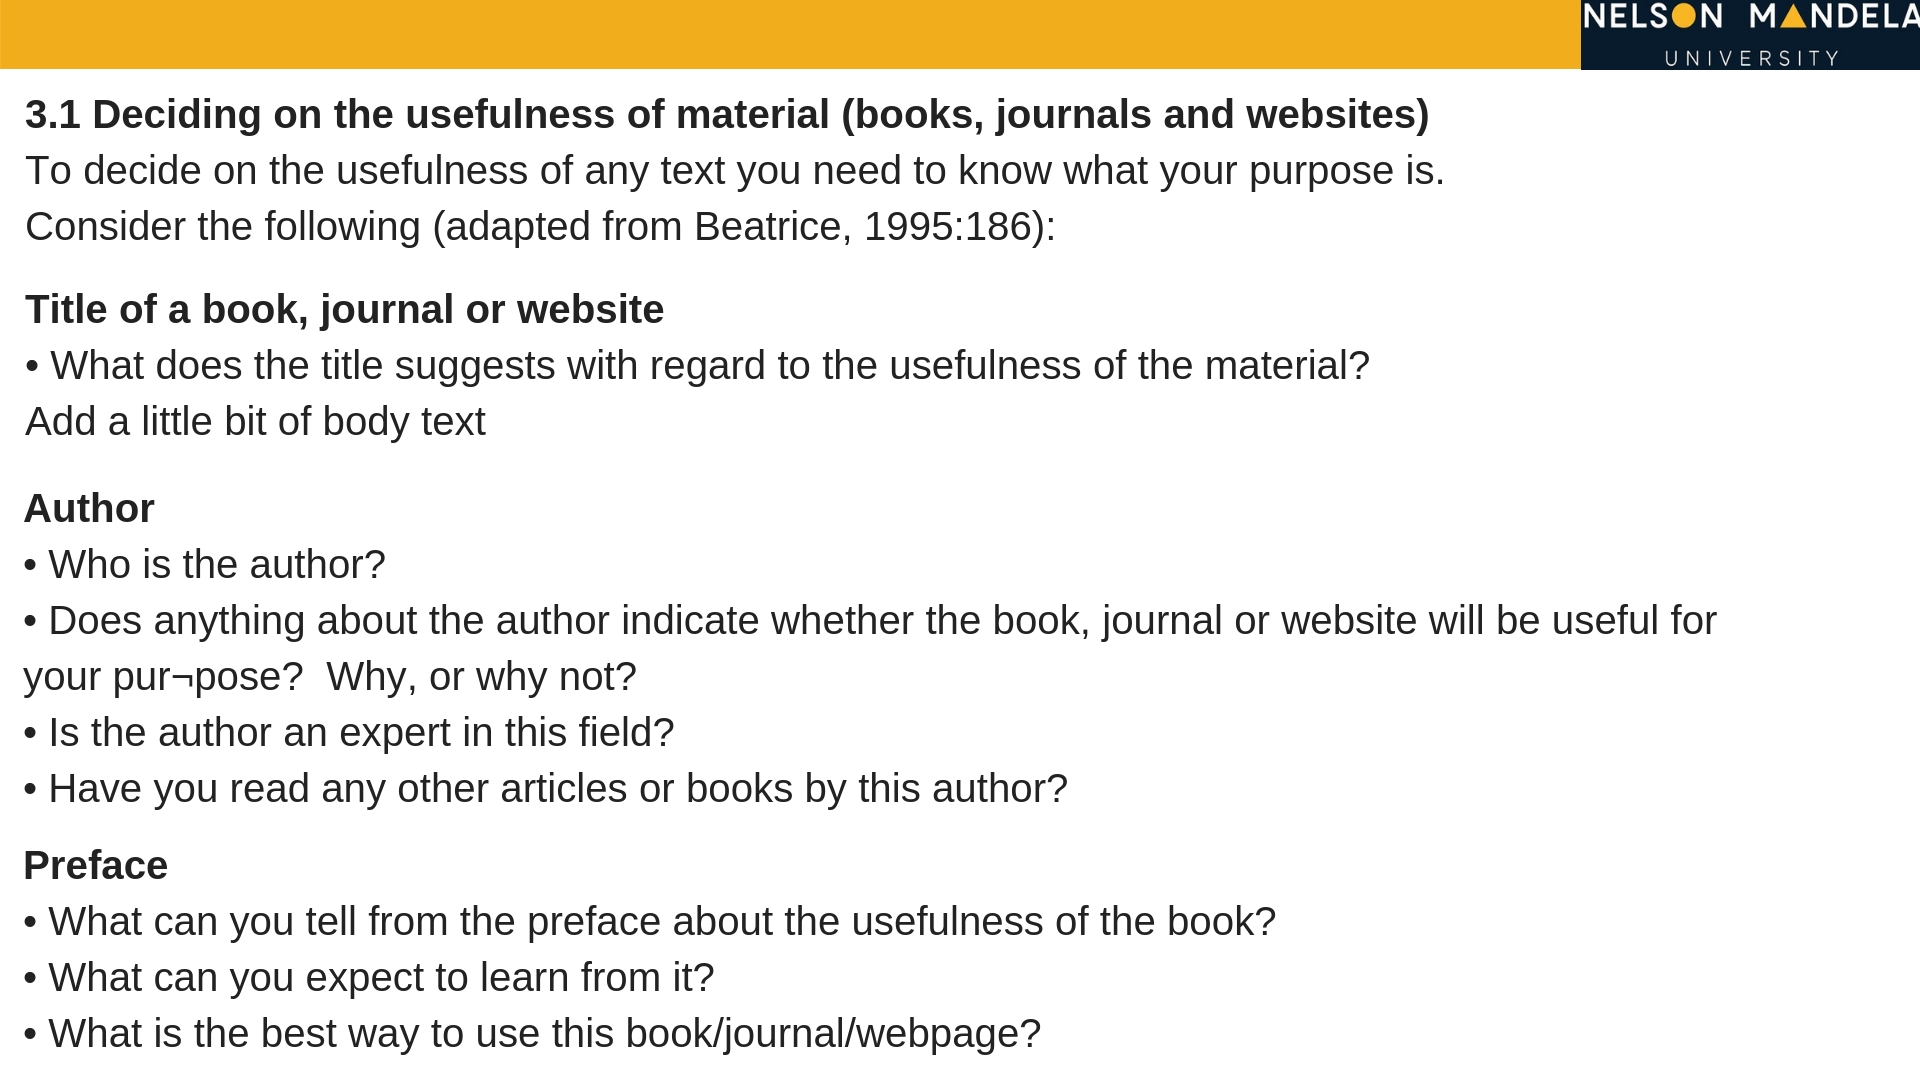 NELSON MANDELA
UNIVERSITY
3.1 Deciding on the usefulness of material (books, journals and websites)
To decide on the usefulness of any text you need to know what your purpose is.
Consider the following (adapted from Beatrice, 1995:186):
Title of a book, journal or website
• What does the title suggests with regard to the usefulness of the material?
Add a little bit of body text
Author
• Who is the author?
• Does anything about the author indicate whether the book, journal or website will be useful for
your pur¬pose?  Why, or why not?
• Is the author an expert in this field?
• Have you read any other articles or books by this author?
Preface
• What can you tell from the preface about the usefulness of the book?
• What can you expect to learn from it?
• What is the best way to use this book/journal/webpage?